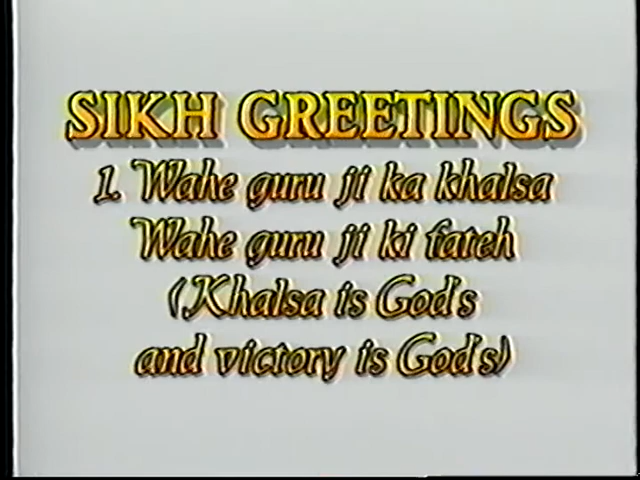 SIKH GREETINGS
1. Wahe guru ji ka khalsa
Wahe guru ji ki fateh
(Khalsa is God's
and victory is God's)